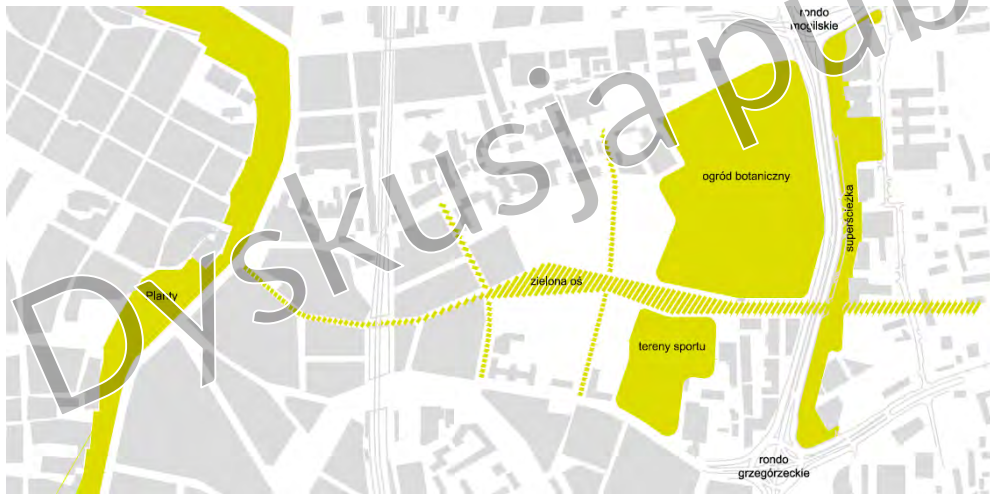 rondo
mogilskie
Dyskusja pub
ogród botaniczny
superścieżka
Planty
zielona oś
tereny sportu
rondo
grzegórzeckie